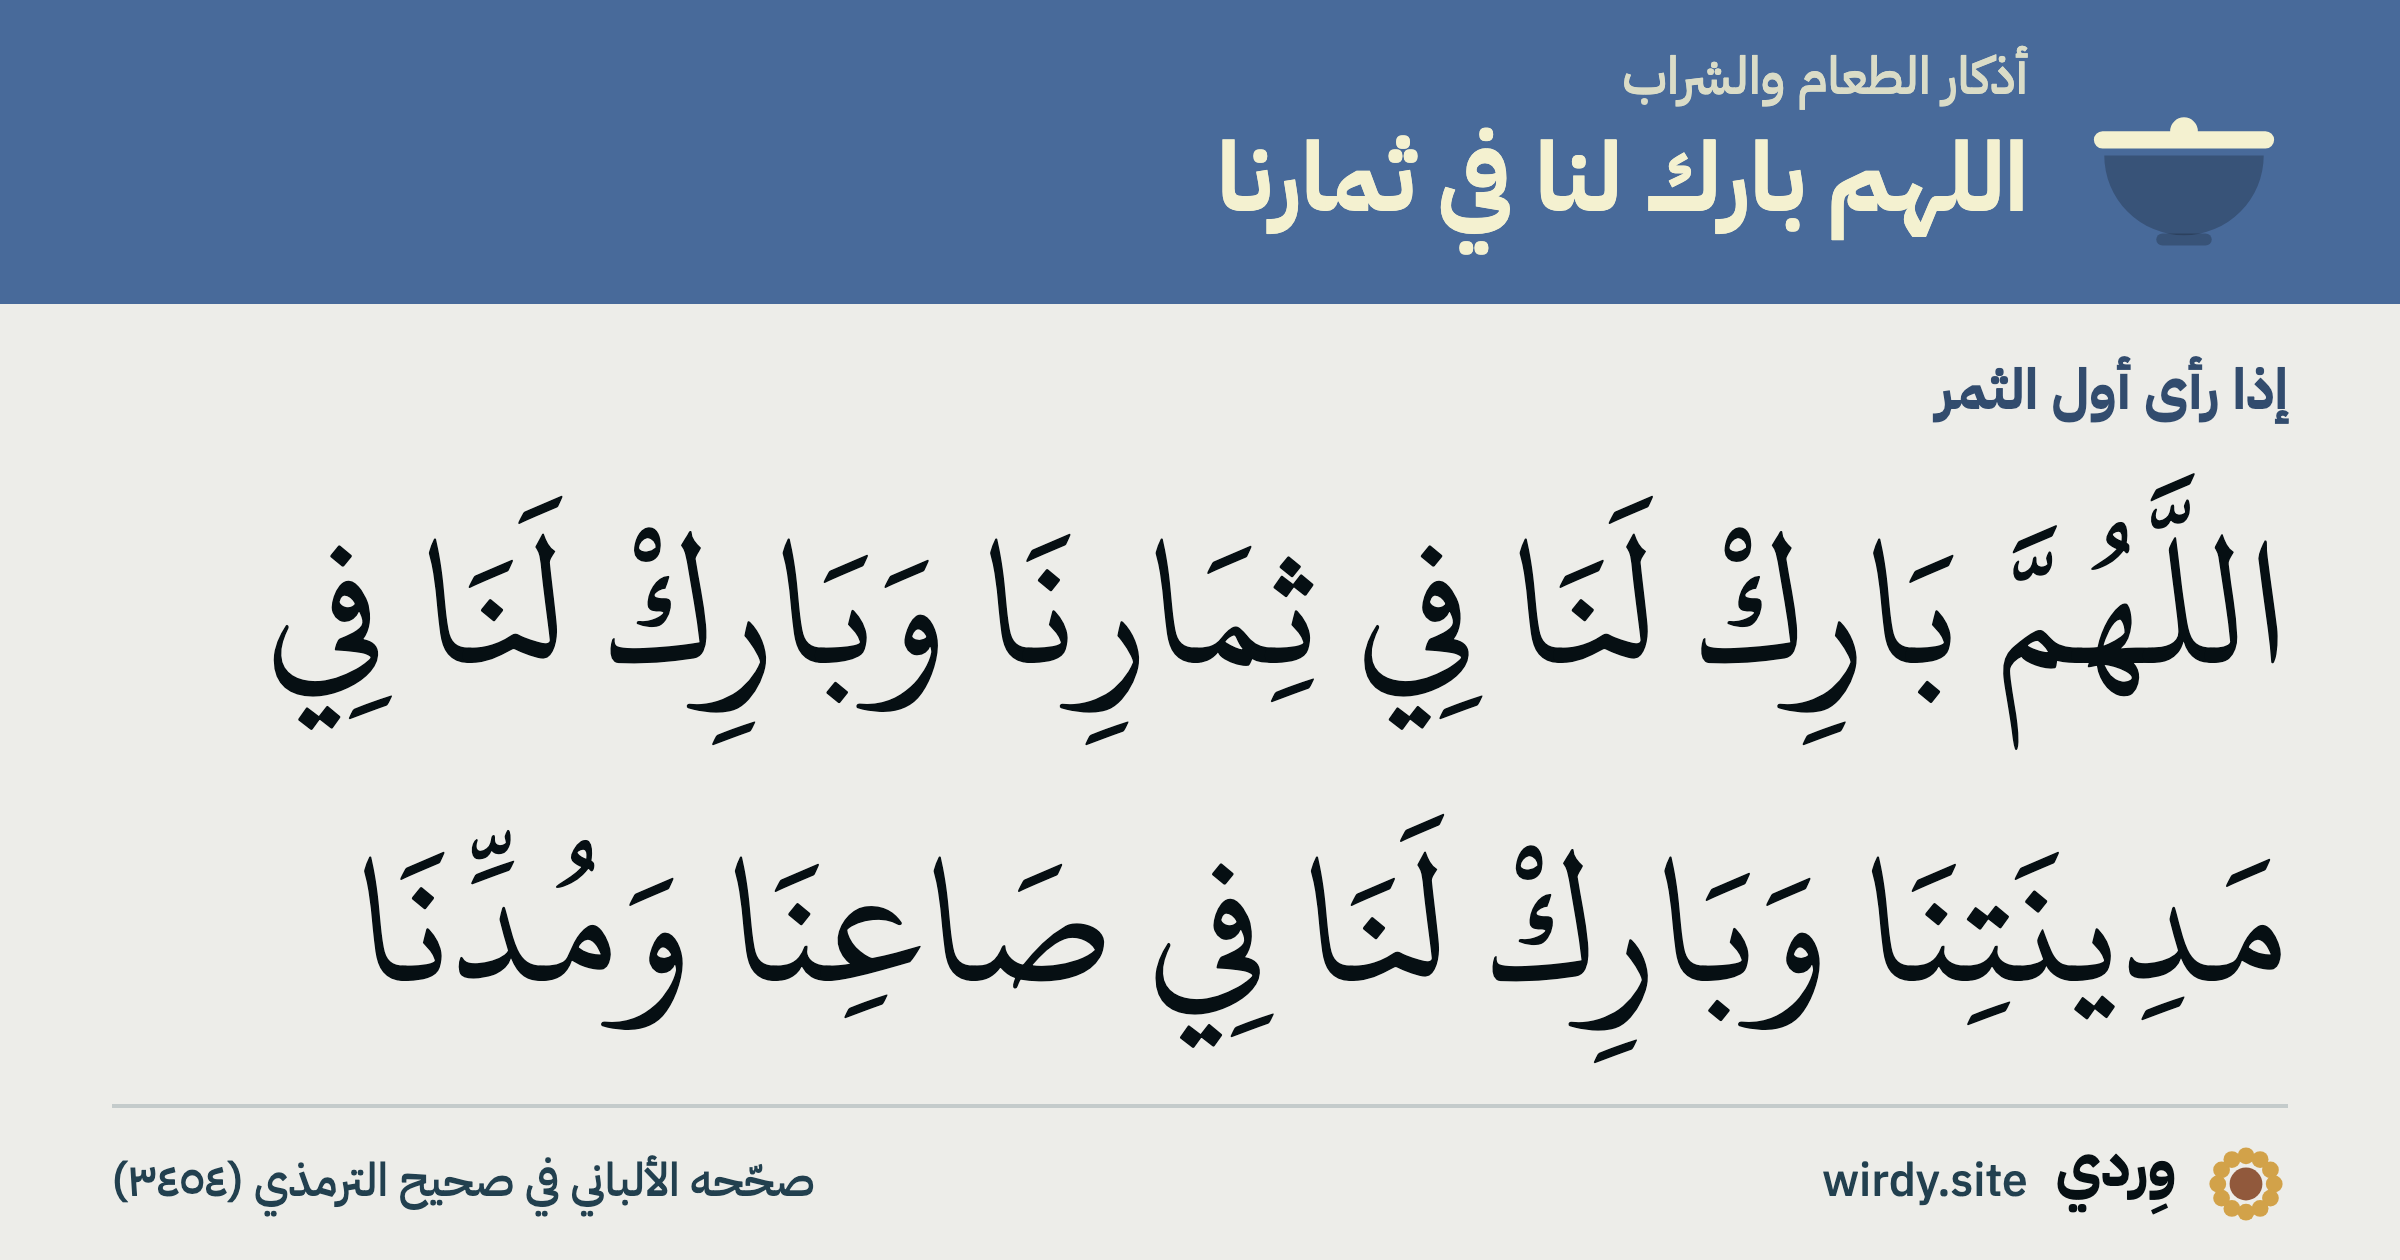 أذكار الطعام والشراب
اللهم بارك لنا في ثمارنا
إذا رأى أول الثمر
اللَّهُمَّ بَارِكْ لَنَا فِي ثِمَارِنَا وَبَارِكْ لَنَا فِي
مَدِينَتِنَا وَبَارِكْ لَنَا فِي صَاعِنَا وَمُدِّنَا
وِردي wirdy.site
صحّحه الألباني في صحيح الترمذي (٣٤٥٤)